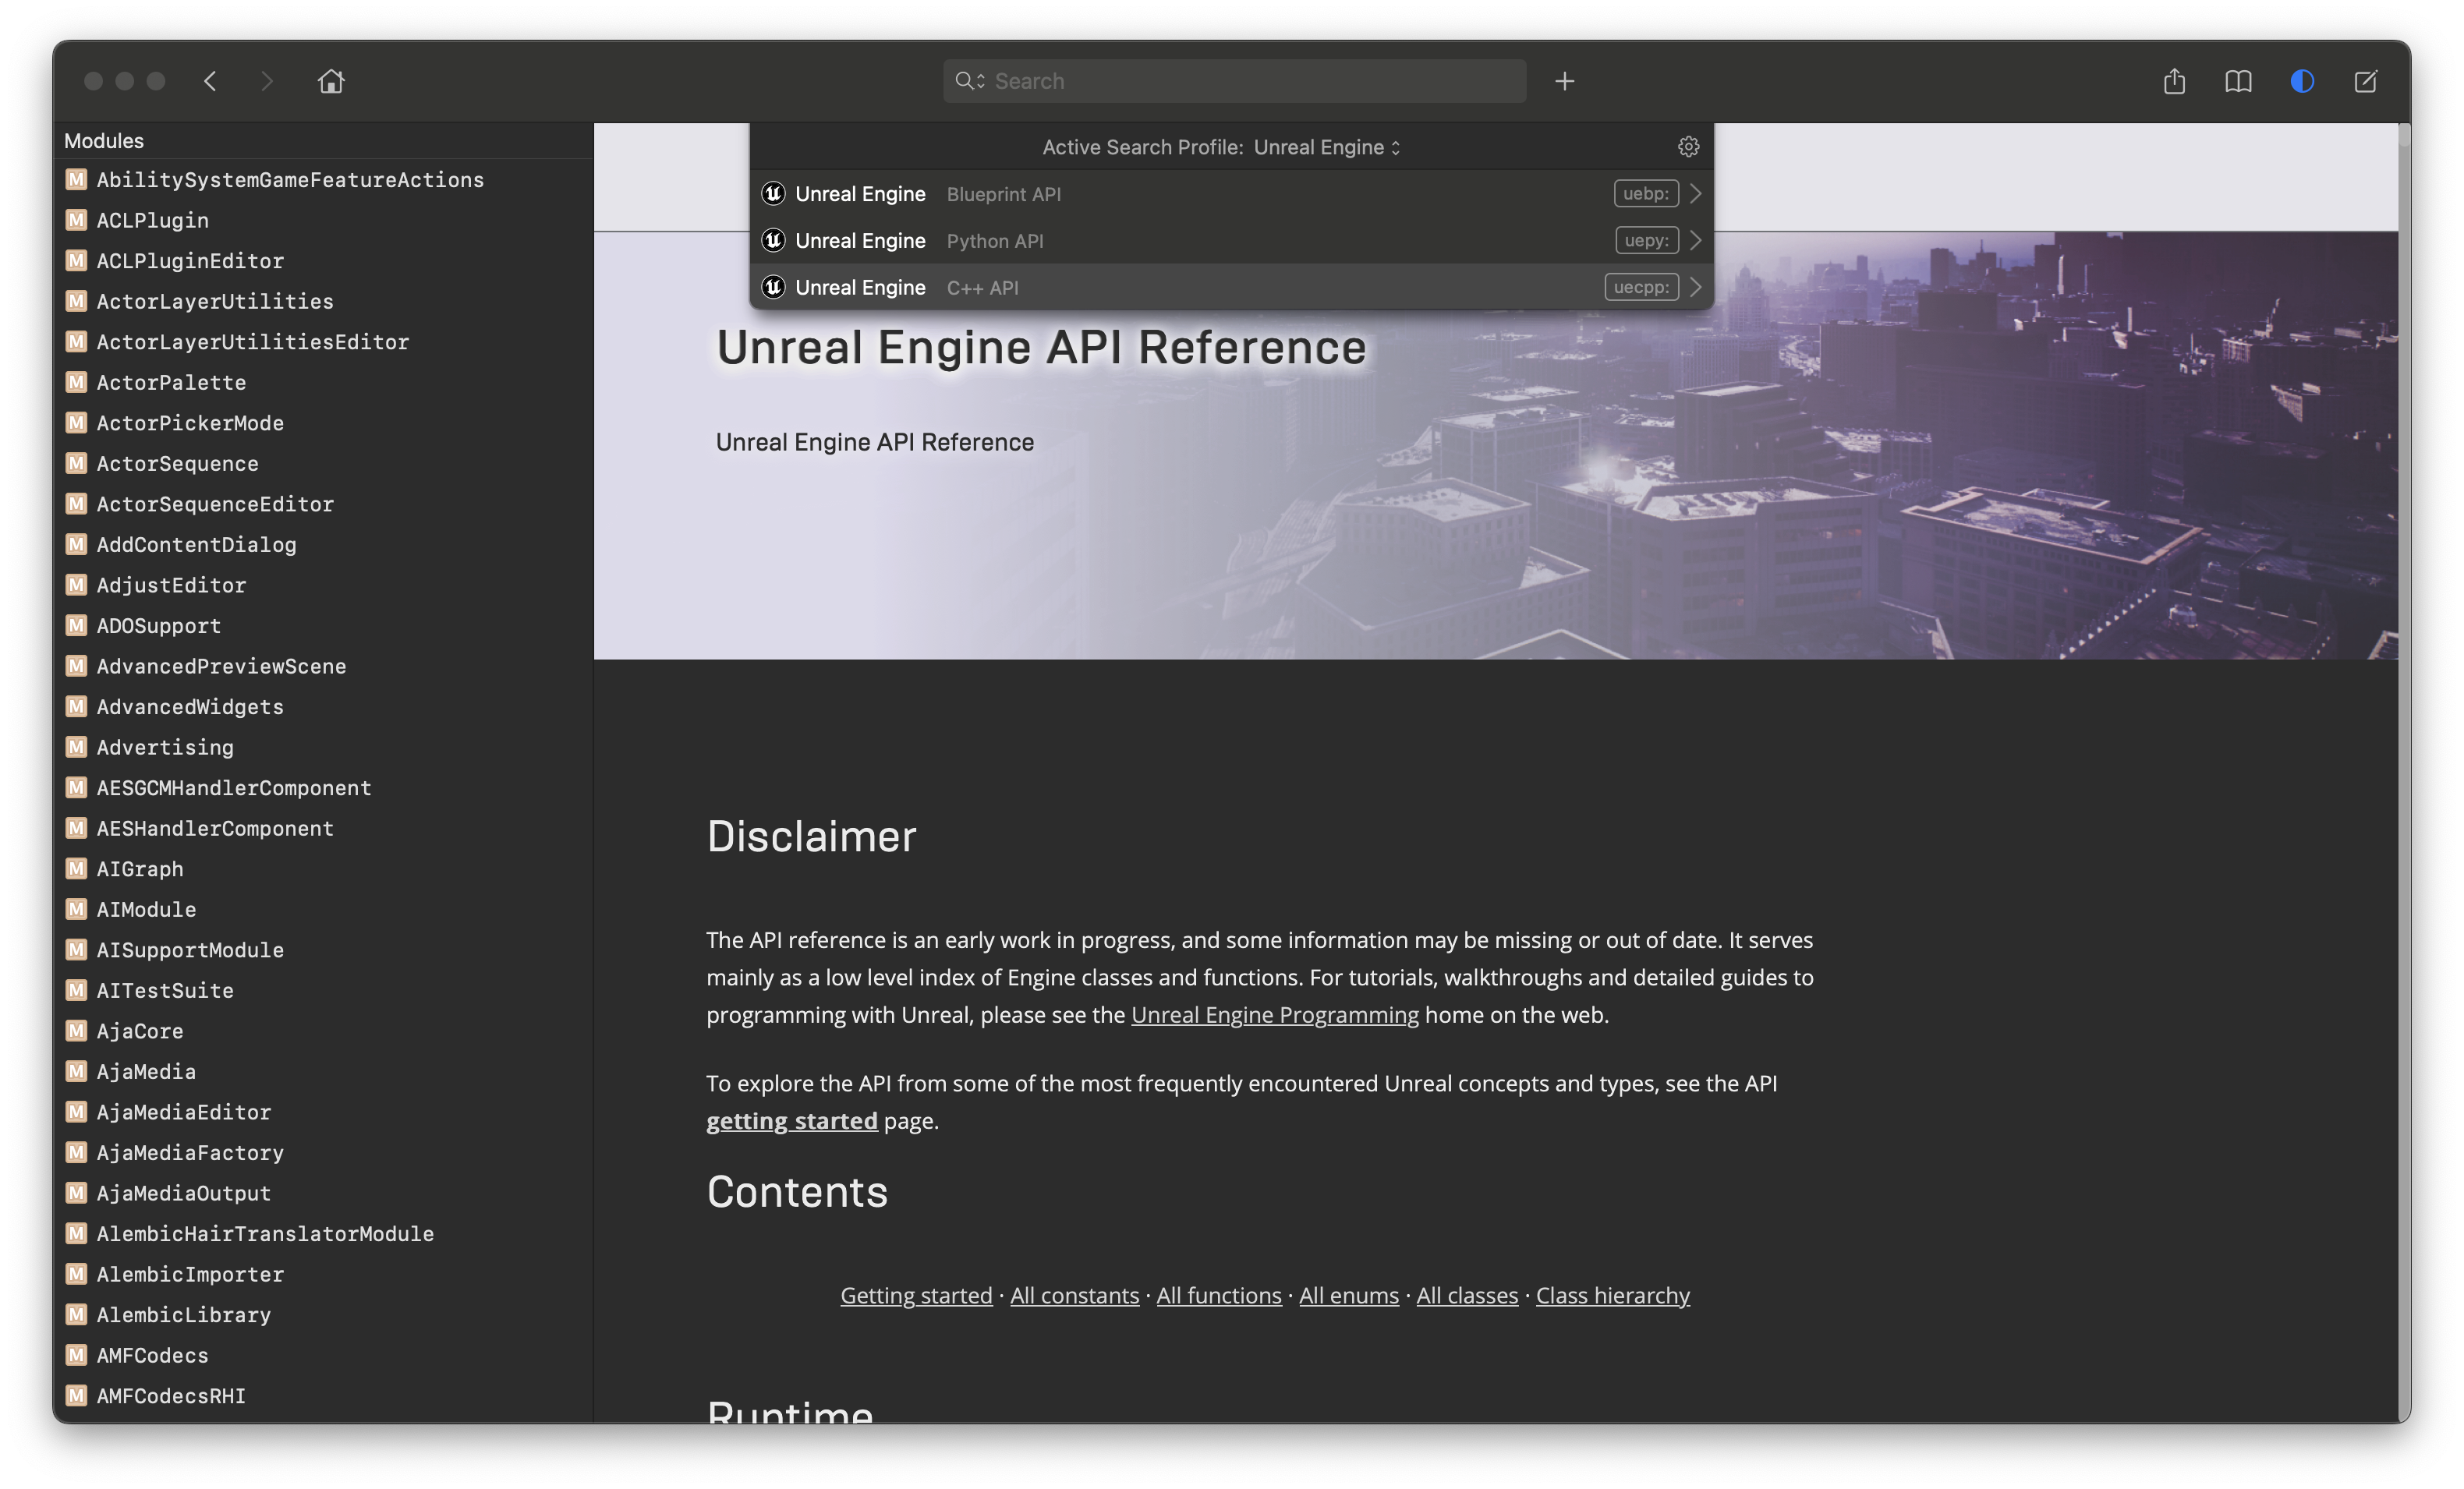 Search
Modules
AbilitySystemGameFeatureActions
ACLPlugin
ACLPluginEditor
ActorLayerUtilities
ActorLayerUtilitiesEditor
ActorPalette
ActorPickerMode
ActorSequence
ActorSequenceEditor
AddContentDialog
AdjustEditor
ADOSupport
AdvancedPreviewScene
AdvancedWidgets
Advertising
AESGCMHandlerComponent
AESHandlerComponent
AIGraph
AIModule
AISupportModule
AITestSuite
AjaCore
AjaMedia
AjaMediaEditor
AjaMediaFactory
AjaMediaOutput
AlembicHairTranslatorModule
AlembicImporter
AlembicLibrary
AMFCodecs
AMFCodecsRHI
Active Search Profile: Unreal Engine
Unreal Engine Blueprint API uebp:
Unreal Engine Python API uepy:
Unreal Engine C++ API uecpp:
Unreal Engine API Reference
Unreal Engine API Reference
Disclaimer
The API reference is an early work in progress, and some information may be missing or out of date. It serves
mainly as a low level index of Engine classes and functions. For tutorials, walkthroughs and detailed guides to
programming with Unreal, please see the Unreal Engine Programming home on the web.
To explore the API from some of the most frequently encountered Unreal concepts and types, see the API
getting started page.
Contents
Getting started · All constants · All functions · All enums · All classes · Class hierarchy
Runtime